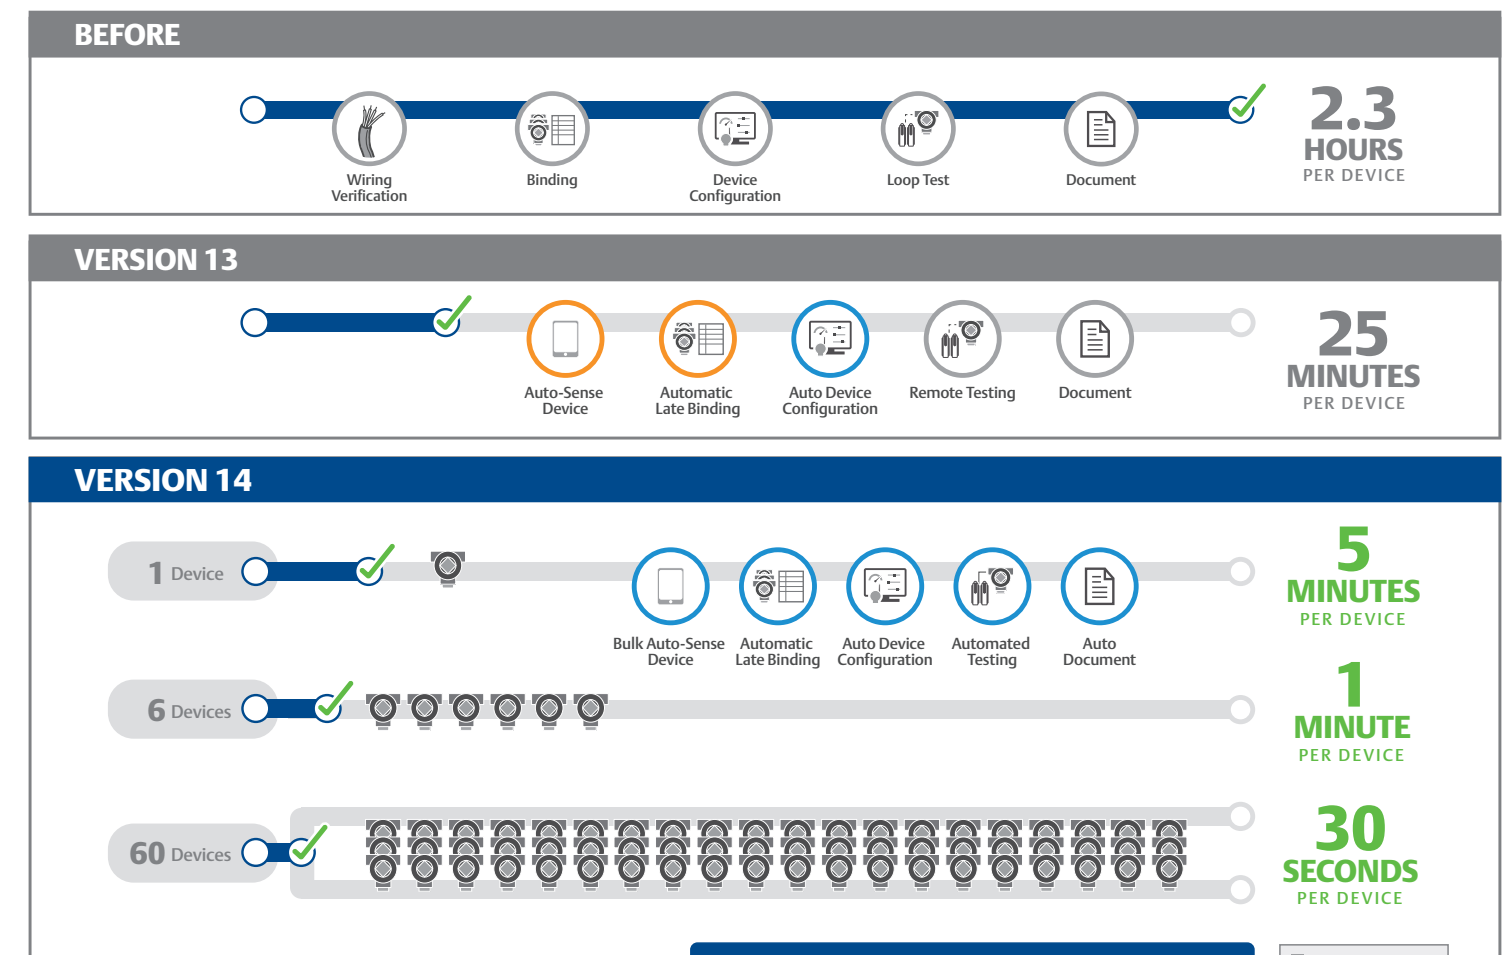 BEFORE
Wiring
Verification
Binding
Device
Configuration
Loop Test
Document
2.3
HOURS
PER DEVICE
VERSION 13
Auto-Sense
Device
Automatic
Late Binding
Auto Device
Configuration
Remote Testing
Document
25
MINUTES
PER DEVICE
VERSION 14
1 Device
Bulk Auto-Sense
Device
Automatic
Late Binding
Auto Device
Configuration
Automated
Testing
Auto
Document
5
MINUTES
PER DEVICE
6 Devices
1
MINUTE
PER DEVICE
60 Devices
30
SECONDS
PER DEVICE